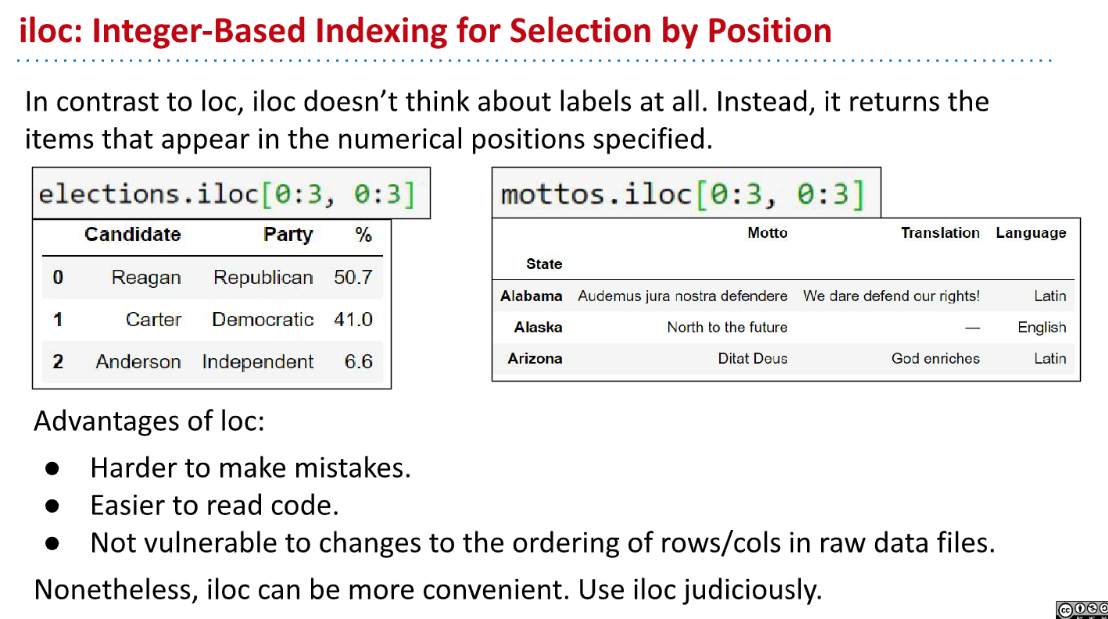 iloc: Integer-Based Indexing for Selection by Position
In contrast to loc, iloc doesn’t think about labels at all. Instead, it returns the
items that appear in the numerical positions specified.
elections.iloc[0:3, 0:3]
Candidate Party %
0 Reagan Republican 50.7
1 Carter Democratic 41.0
2 Anderson Independent 6.6
mottos.iloc[0:3, 0:3]
Motto Translation Language
State
Alabama Audemus jura nostra defendere We dare defend our rights! Latin
Alaska North to the future — English
Arizona Ditat Deus God enriches Latin
Advantages of loc:
● Harder to make mistakes.
● Easier to read code.
● Not vulnerable to changes to the ordering of rows/cols in raw data files.
Nonetheless, iloc can be more convenient. Use iloc judiciously.